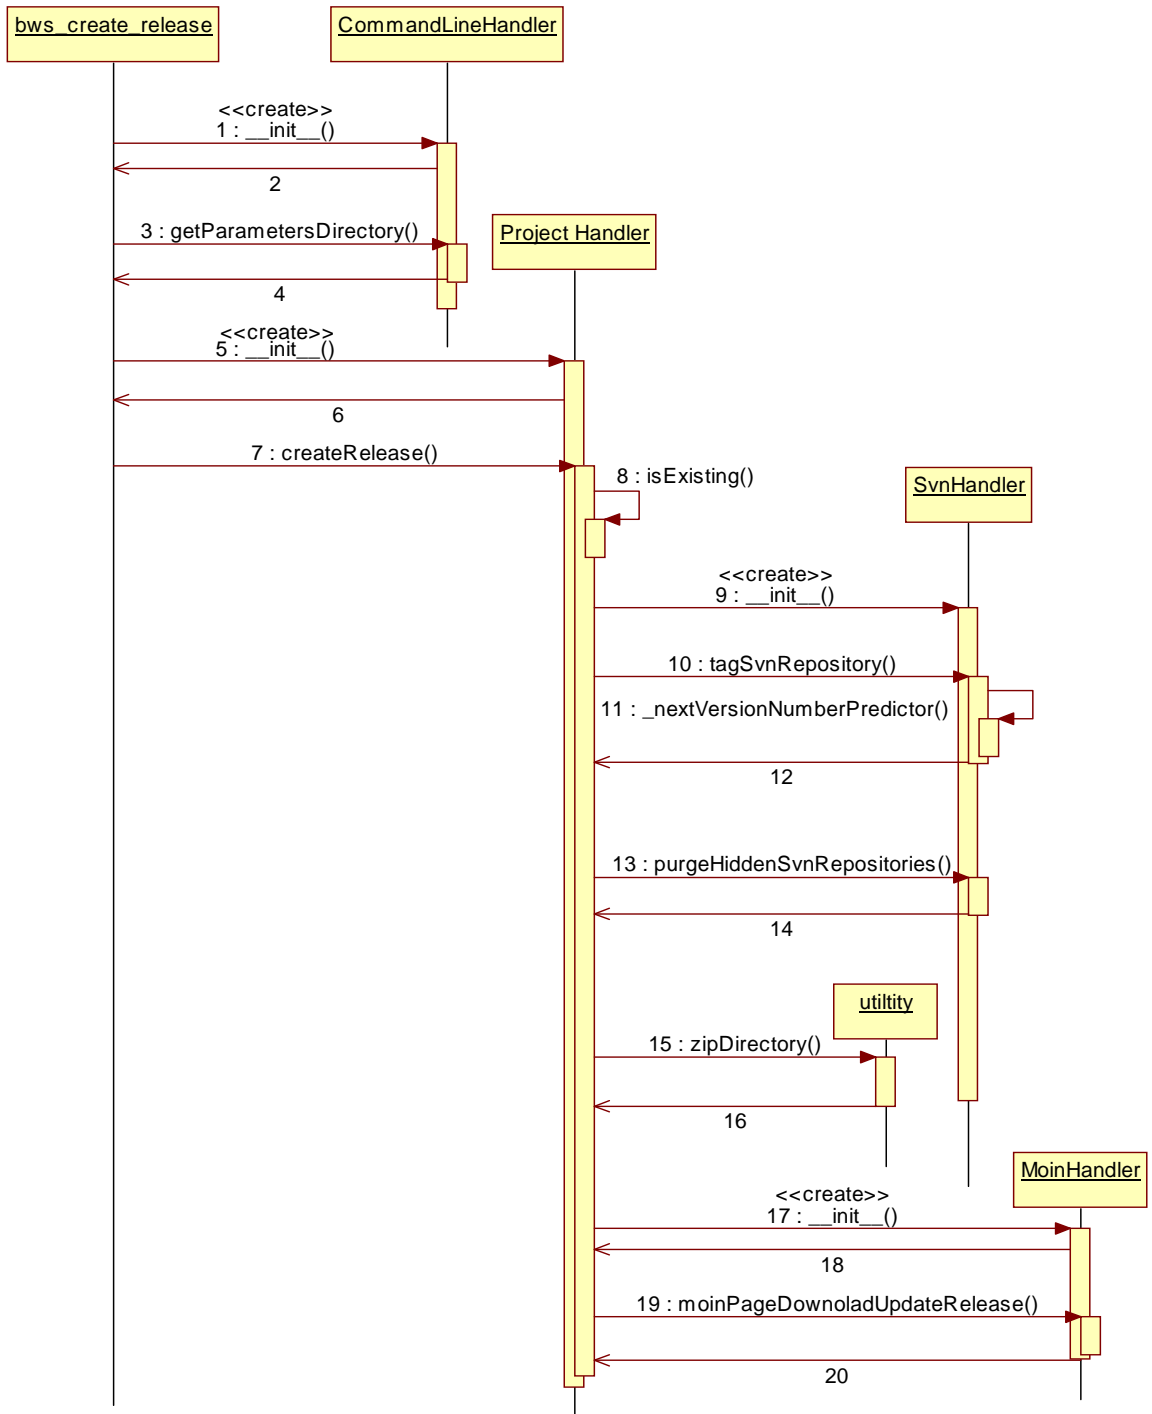 bws_create_release
CommandLineHandler
<<create>>
1 : __init__()
2
3 : getParametersDirectory()
Project Handler
4
<<create>>
5 : __init__()
6
7 : createRelease()
8 : isExisting()
SvnHandler
<<create>>
9 : __init__()
10 : tagSvnRepository()
11 : _nextVersionNumberPredictor()
12
13 : purgeHiddenSvnRepositories()
14
utiltity
15 : zipDirectory()
16
MoinHandler
<<create>>
17 : __init__()
18
19 : moinPageDownoladUpdateRelease()
20